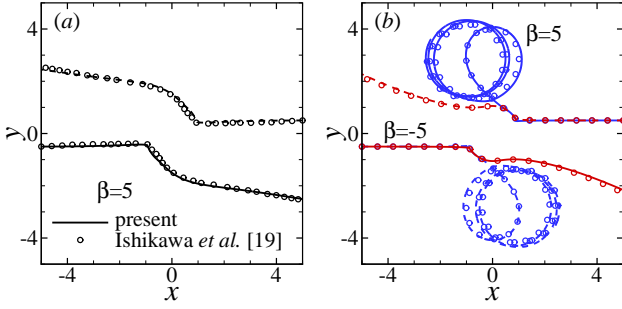 (a)
4
y
0
β=5
present
Ishikawa et al. [19]
-4
-4 0 4
x
(b)
β=5
4
y
0
β=-5
-4
-4 0 4
x